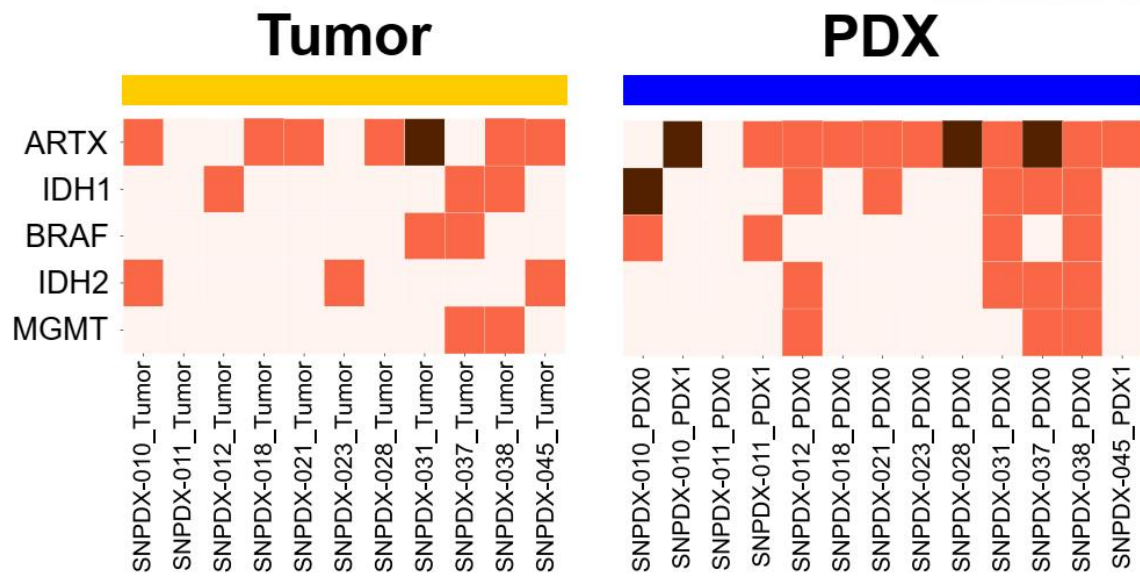 Tumor
PDX
ARTX
IDH1
BRAF
IDH2
MGMT
SNPDX-010_Tumor
SNPDX-011_Tumor
SNPDX-012_Tumor
SNPDX-018_Tumor
SNPDX-021_Tumor
SNPDX-023_Tumor
SNPDX-028_Tumor
SNPDX-031_Tumor
SNPDX-037_Tumor
SNPDX-038_Tumor
SNPDX-045_Tumor
SNPDX-010_PDX0
SNPDX-010_PDX1
SNPDX-011_PDX0
SNPDX-011_PDX1
SNPDX-012_PDX0
SNPDX-018_PDX0
SNPDX-021_PDX0
SNPDX-023_PDX0
SNPDX-028_PDX0
SNPDX-031_PDX0
SNPDX-037_PDX0
SNPDX-038_PDX0
SNPDX-045_PDX1